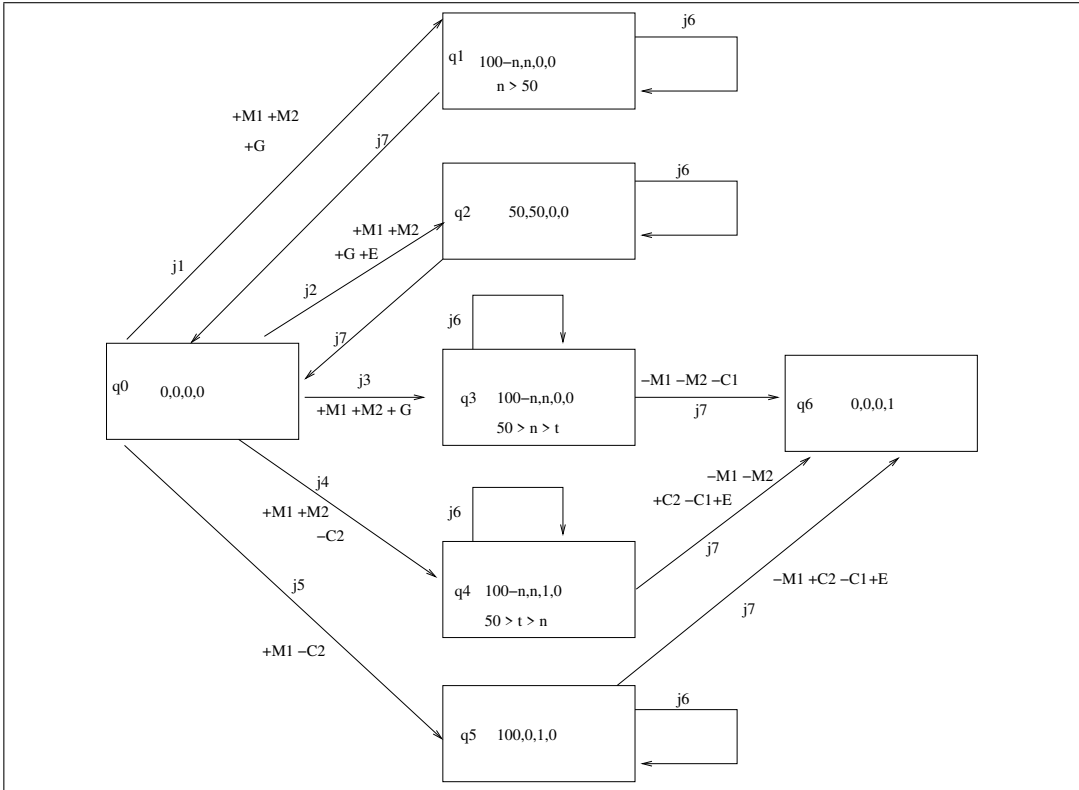 j6
q1 100−n,n,0,0
n > 50
+M1 +M2
+G
j7
j6
q2 50,50,0,0
+M1 +M2
+G +E
j1
j2
j6
j7
q0 0,0,0,0
j3
+M1 +M2 + G
q3 100−n,n,0,0
50 > n > t
−M1 −M2 −C1
j7
q6 0,0,0,1
j4
+M1 +M2
−C2
j6
−M1 −M2
+C2 −C1+E
j7
q4 100−n,n,1,0
50 > t > n
−M1 +C2 −C1+E
j7
j5
+M1 −C2
j6
q5 100,0,1,0